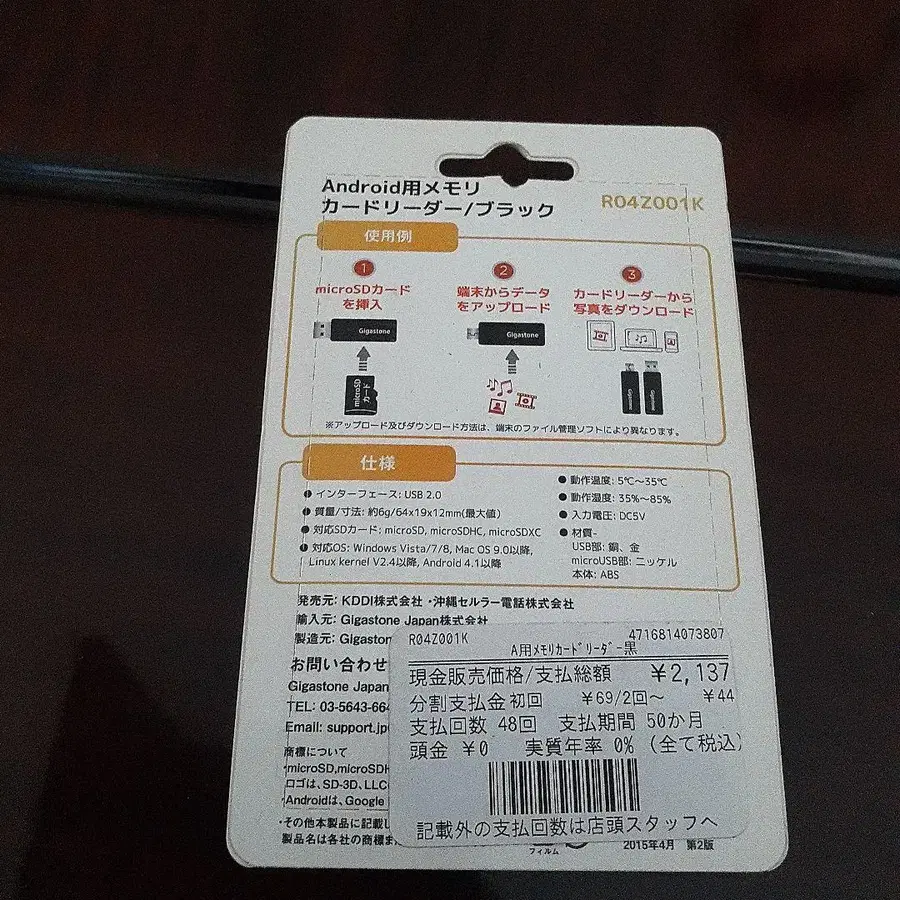 Android用メモリ
カードリーダー/ブラック
R04Z001K
使用例
1
microSDカード
を挿入
2
端末からデータ
をアップロード
3
カードリーダーから
写真をダウンロード
Gigastone
Gigastone
microSD
カード
Gigastone
Gigastone
※アップロード及びダウンロード方法は、端末のファイル管理ソフトにより異なります。
仕様
● インターフェース: USB 2.0
● 質量/寸法: 約6g/64x19x12mm(最大値)
● 対応SDカード: microSD, microSDHC, microSDXC
● 対応OS: Windows Vista/7/8, Mac OS 9.0以降,
Linux kernel V2.4以降, Android 4.1以降
● 動作温度: 5℃～35℃
● 動作湿度: 35%～85%
● 入力電圧: DC5V
● 材質-
USB部: 銅、金
microUSB部: ニッケル
本体: ABS
発売元: KDDI株式会社・沖縄セルラー電話株式会社
輸入元: Gigastone Japan株式会社
製造元: Gigaston
お問い合わせ
Gigastone Japan
TEL: 03-5643-664
Email: support.jp
商標について
・microSD,microSDH
ロゴは、SD-3D, LLC
・Androidは、Google
・その他本製品に記載し
製品名は各社の商標ま
R04Z001K
4716814073807
A用ﾒﾓﾘｶｰﾄﾞﾘｰﾀﾞｰ黒
現金販売価格/支払総額 ￥2,137
分割支払金初回 ￥69/2回～ ￥44
支払回数 48回 支払期間 50か月
頭金 ￥0 実質年率 0% (全て税込)
記載外の支払回数は店頭スタッフへ
フィルム
2015年4月 第2版